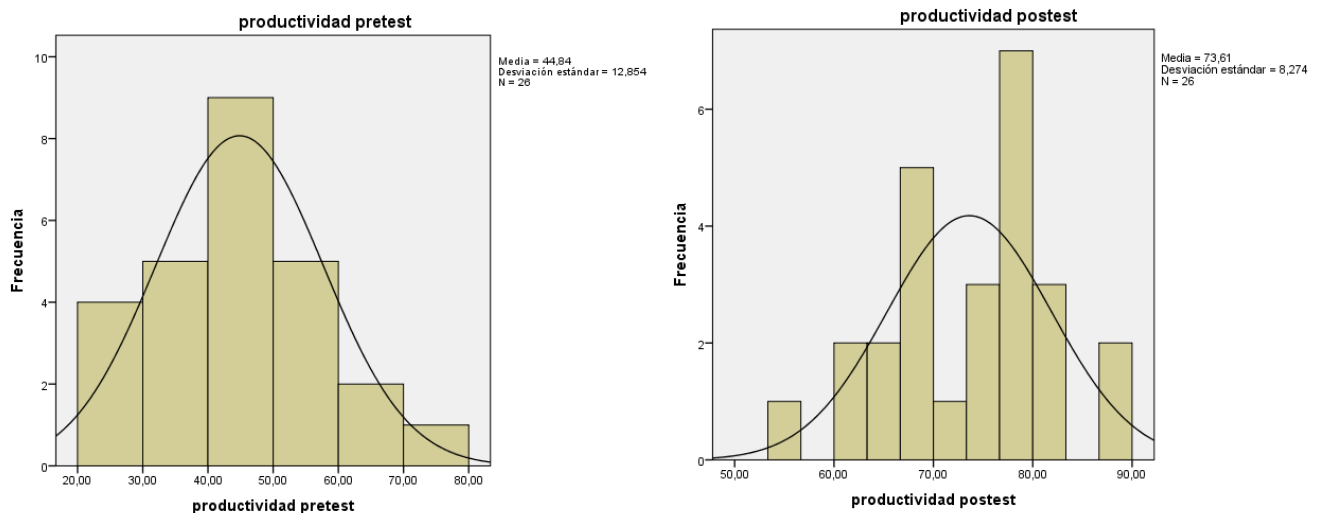 productividad pretest
Media = 44,84
Desviación estándar = 12,854
N = 26
10
8
6
4
2
0
Frecuencia
20,00 30,00 40,00 50,00 60,00 70,00 80,00
productividad pretest
productividad postest
Media = 73,61
Desviación estándar = 8,274
N = 26
6
4
2
0
Frecuencia
50,00 60,00 70,00 80,00 90,00
productividad postest